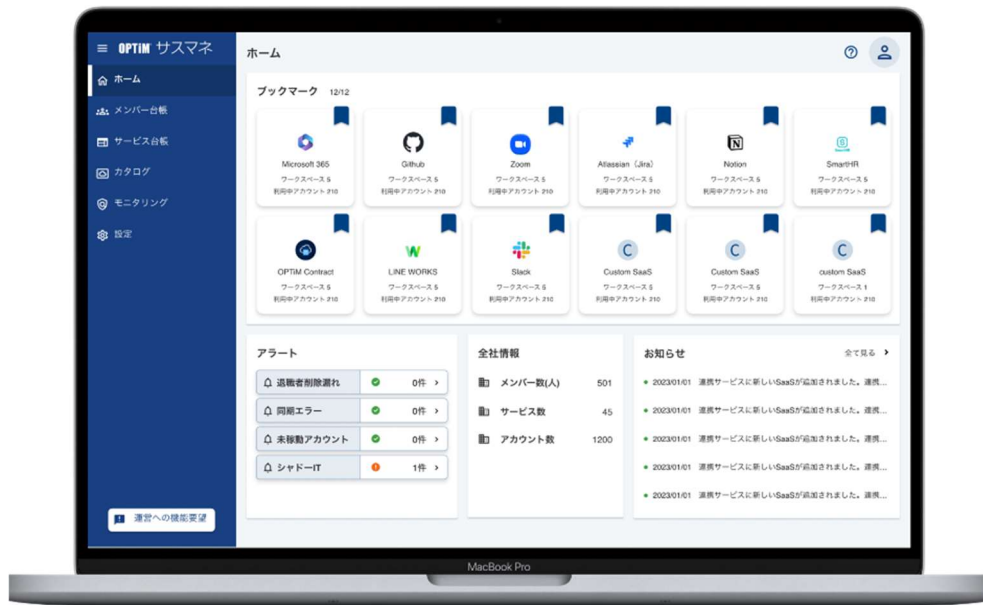 OPTiM サスマネ
ホーム
メンバー台帳
サービス台帳
カタログ
モニタリング
設定
運営への機能要望
ホーム
ブックマーク 12/12
Microsoft 365
ワークスペース 5
利用中アカウント 210
Github
ワークスペース 5
利用中アカウント 210
Zoom
ワークスペース 5
利用中アカウント 210
Atlassian（Jira）
ワークスペース 5
利用中アカウント 210
Notion
ワークスペース 5
利用中アカウント 210
SmartHR
ワークスペース 5
利用中アカウント 210
OPTiM Contract
ワークスペース 5
利用中アカウント 210
LINE WORKS
ワークスペース 5
利用中アカウント 210
Slack
ワークスペース 5
利用中アカウント 210
C
Custom SaaS
ワークスペース 5
利用中アカウント 210
C
Custom SaaS
ワークスペース 5
利用中アカウント 210
C
custom SaaS
ワークスペース 1
利用中アカウント 210
アラート
退職者削除漏れ 0件
同期エラー 0件
未稼動アカウント 0件
シャドーIT 1件
全社情報
メンバー数(人) 501
サービス数 45
アカウント数 1200
お知らせ 全て見る
2023/01/01 連携サービスに新しいSaaSが追加されました。連携...
2023/01/01 連携サービスに新しいSaaSが追加されました。連携...
2023/01/01 連携サービスに新しいSaaSが追加されました。連携...
2023/01/01 連携サービスに新しいSaaSが追加されました。連携...
2023/01/01 連携サービスに新しいSaaSが追加されました。連携...
MacBook Pro